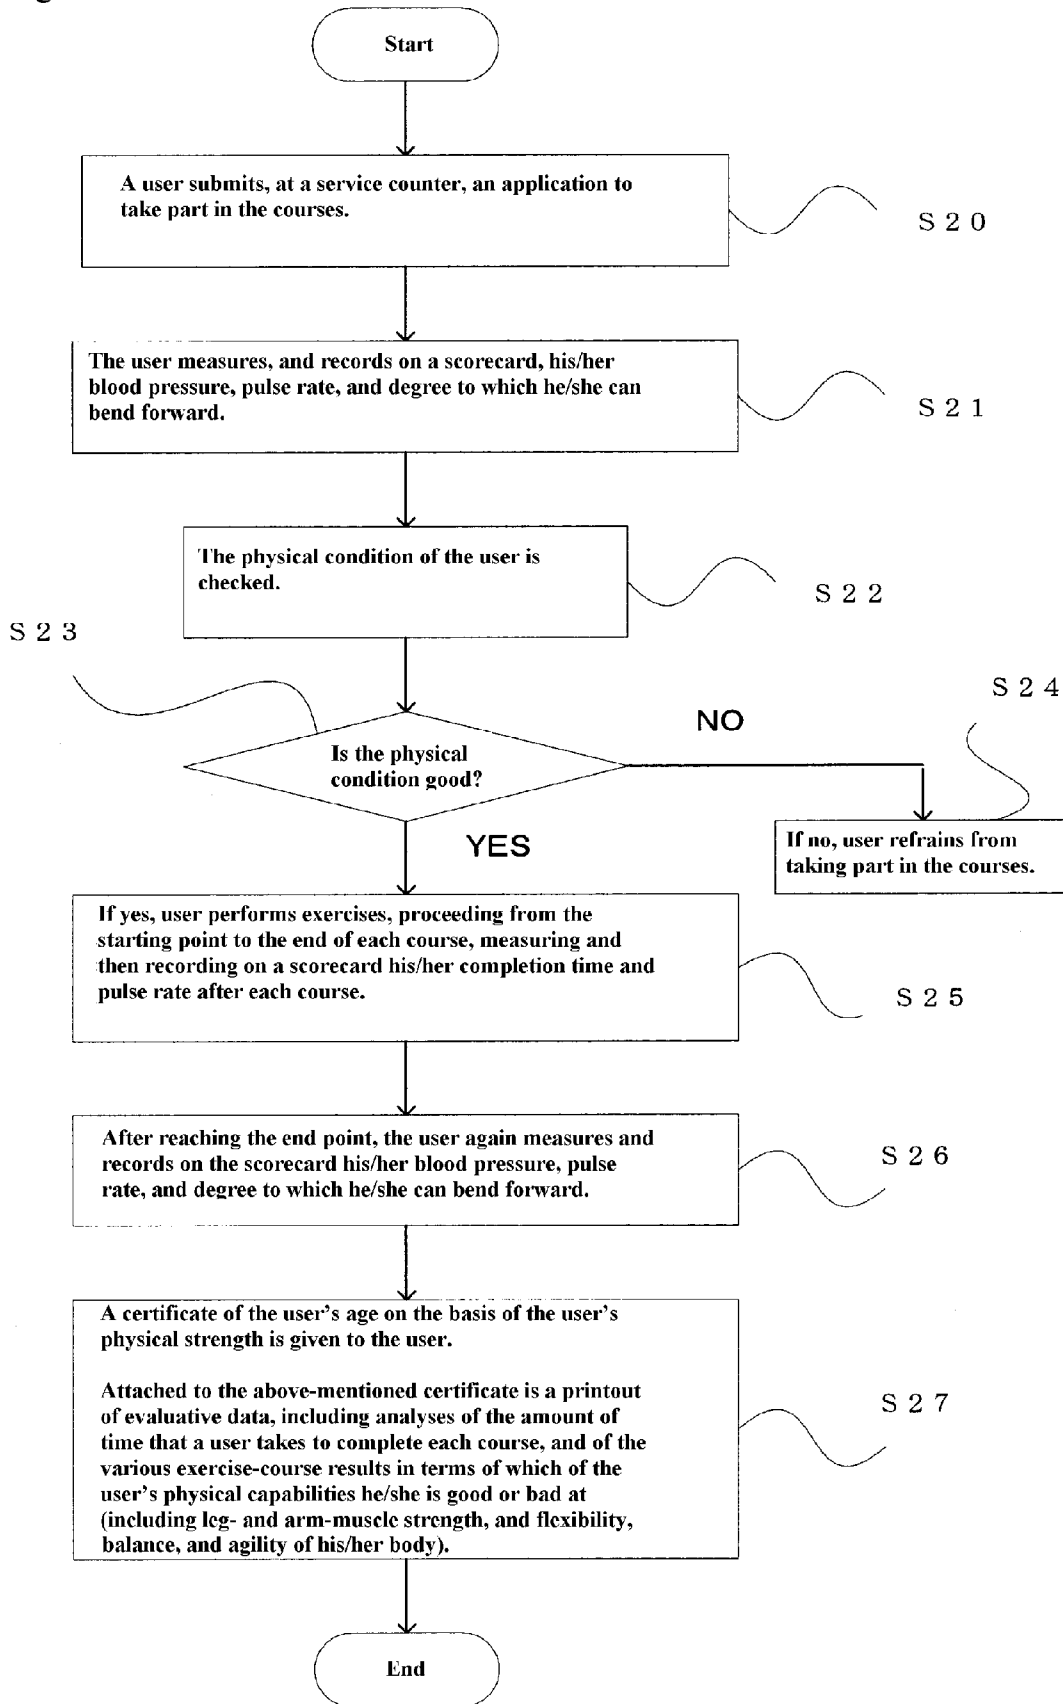 Start
A user submits, at a service counter, an application to
take part in the courses.
S 2 0
The user measures, and records on a scorecard, his/her
blood pressure, pulse rate, and degree to which he/she can
bend forward.
S 2 1
The physical condition of the user is
checked.
S 2 2
S 2 3
Is the physical
condition good?
NO
S 2 4
If no, user refrains from
taking part in the courses.
YES
If yes, user performs exercises, proceeding from the
starting point to the end of each course, measuring and
then recording on a scorecard his/her completion time and
pulse rate after each course.
S 2 5
After reaching the end point, the user again measures and
records on the scorecard his/her blood pressure, pulse
rate, and degree to which he/she can bend forward.
S 2 6
A certificate of the user's age on the basis of the user's
physical strength is given to the user.
Attached to the above-mentioned certificate is a printout
of evaluative data, including analyses of the amount of
time that a user takes to complete each course, and of the
various exercise-course results in terms of which of the
user's physical capabilities he/she is good or bad at
(including leg- and arm-muscle strength, and flexibility,
balance, and agility of his/her body).
S 2 7
End